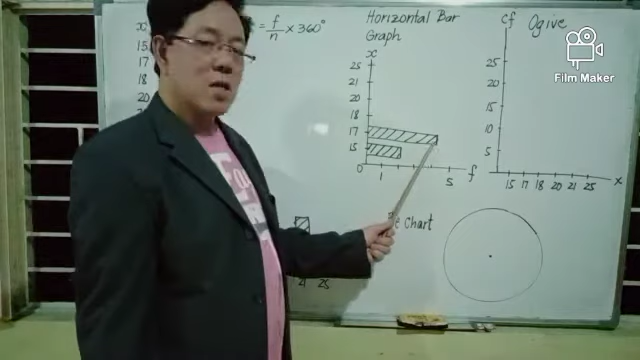 x
15
17
18
20
= f/n x 360°
Horizontal Bar
Graph
x
25
21
20
18
17
15
0
1
5
f
cf
Ogive
25
20
15
10
5
15 17 18 20 21 25
x
Film Maker
Chart
21 25